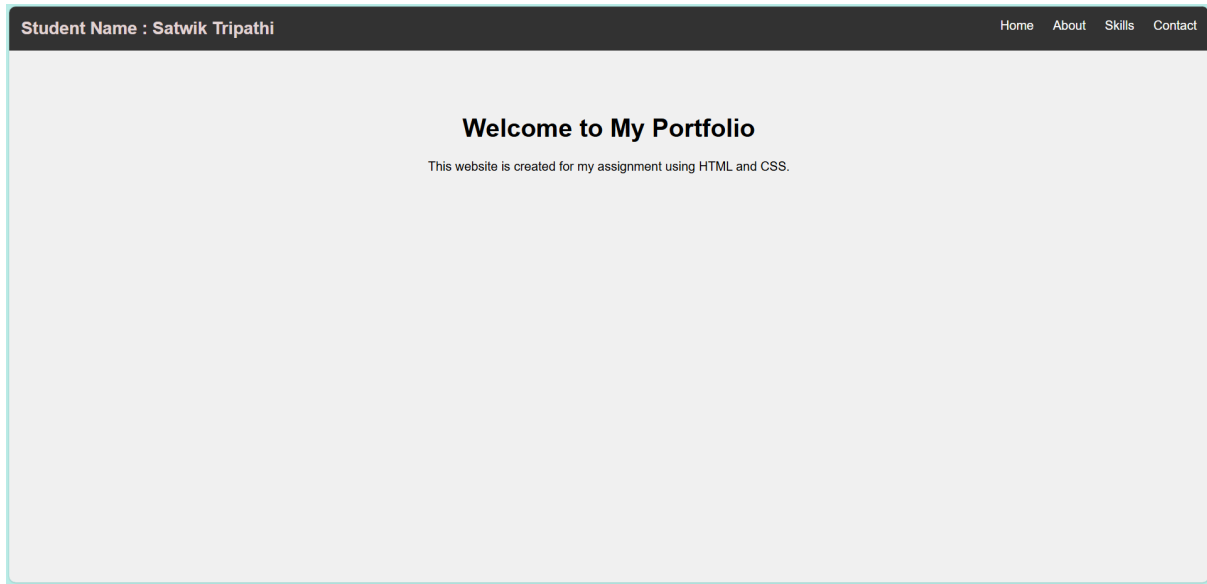 Student Name : Satwik Tripathi
Home About Skills Contact
Welcome to My Portfolio
This website is created for my assignment using HTML and CSS.